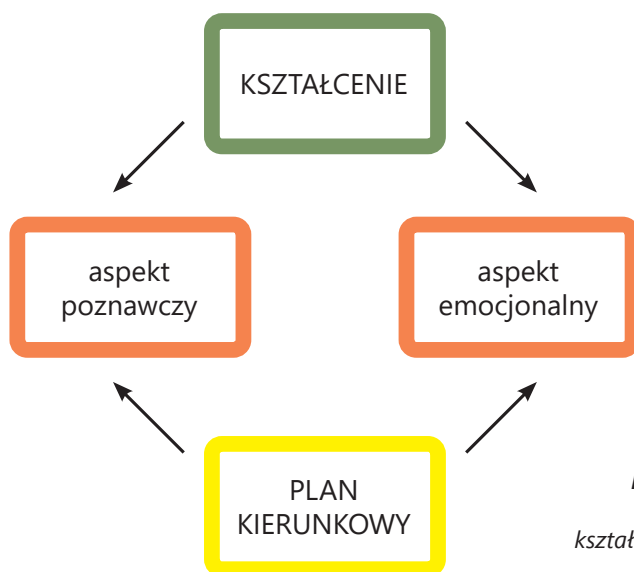 KSZTAŁCENIE
aspekt
poznawczy
aspekt
emocjonalny
PLAN
KIERUNKOWY